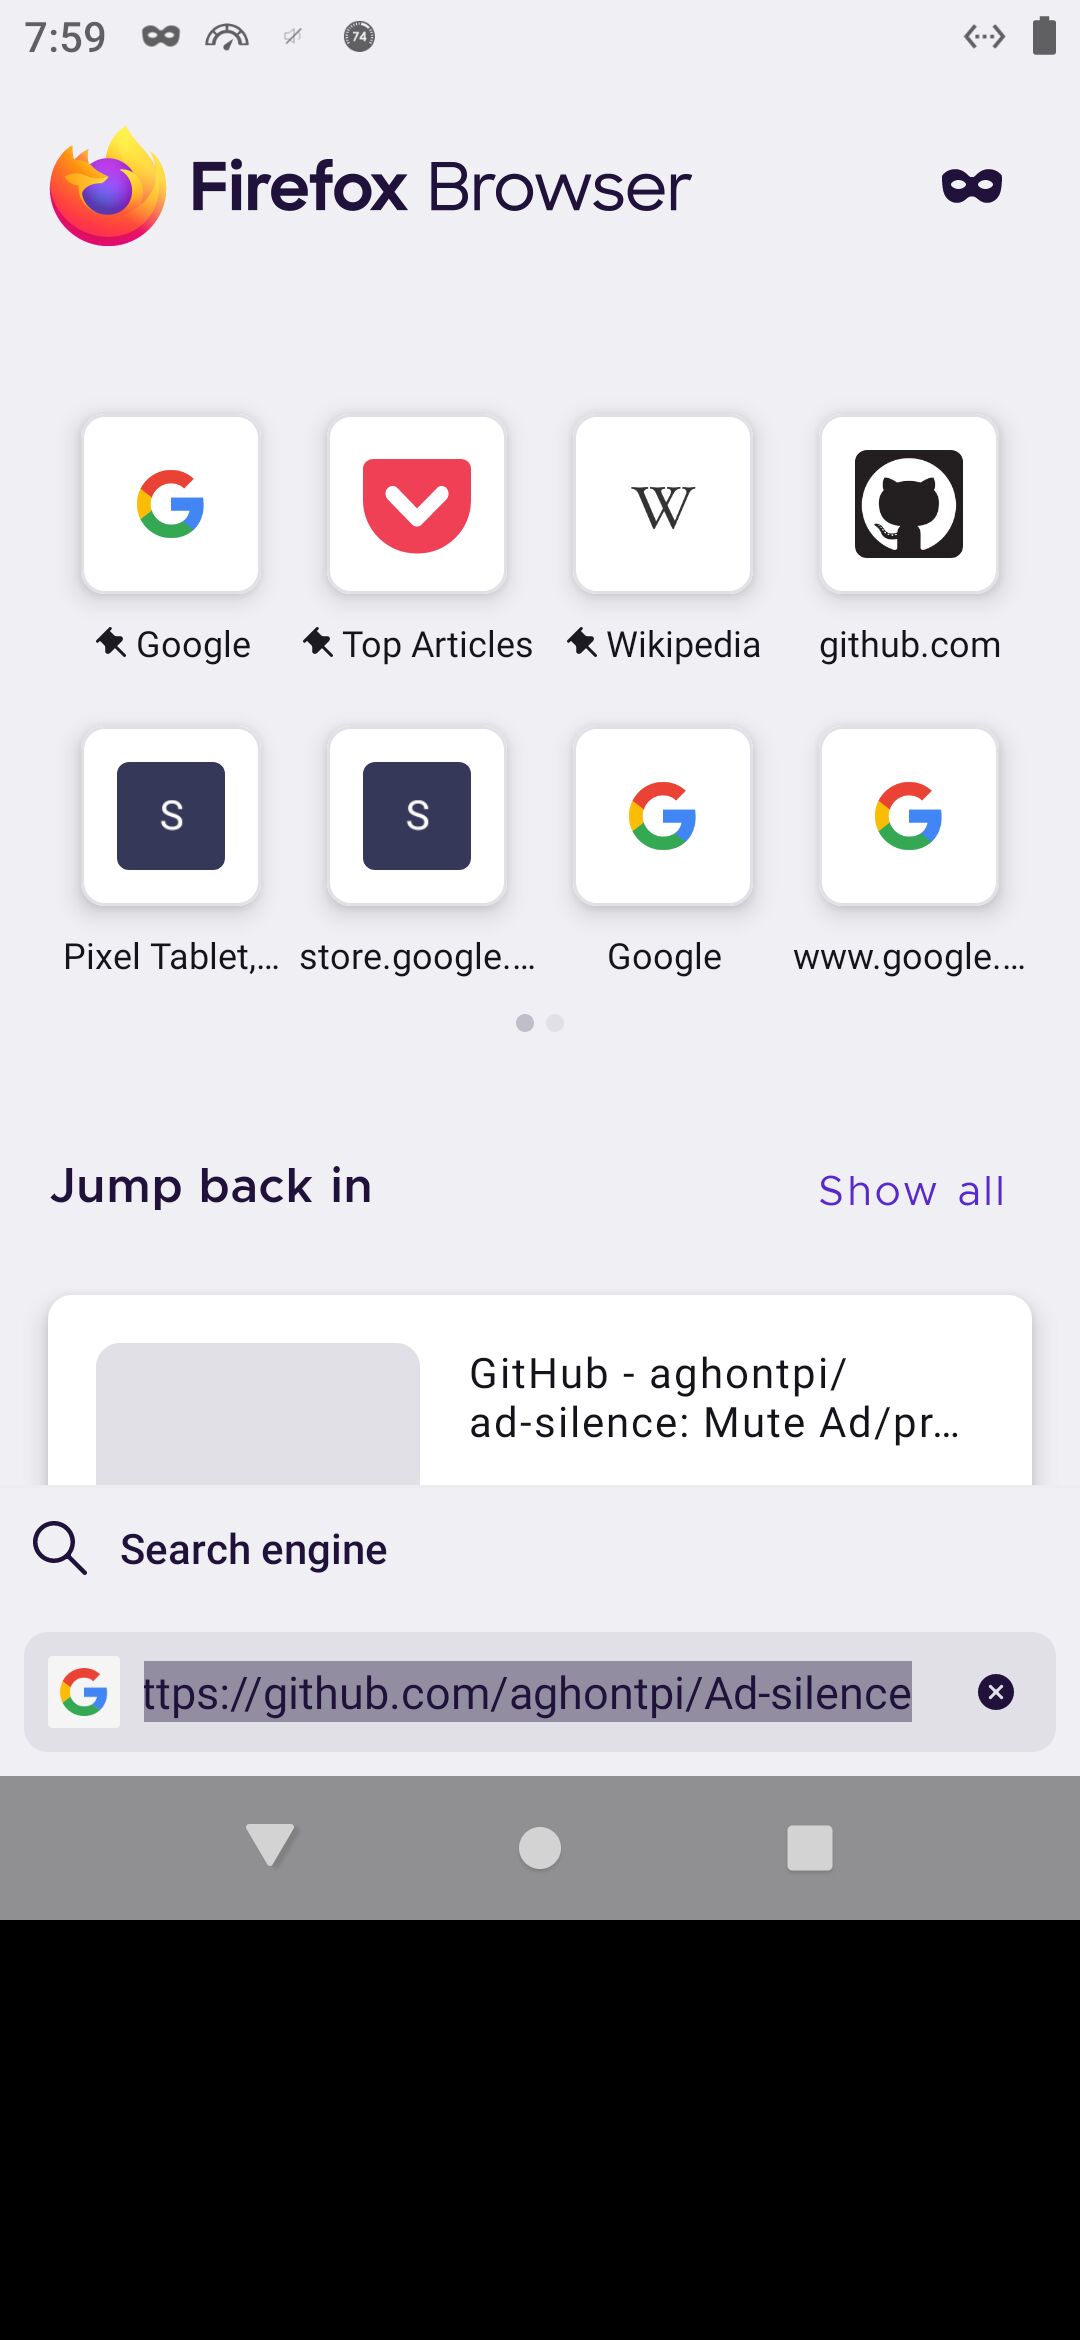 7:59
74
Firefox Browser
Google
Top Articles
Wikipedia
github.com
S
S
Pixel Tablet,...
store.google....
Google
www.google....
Jump back in
Show all
GitHub - aghontpi/
ad-silence: Mute Ad/pr...
Search engine
ttps://github.com/aghontpi/Ad-silence